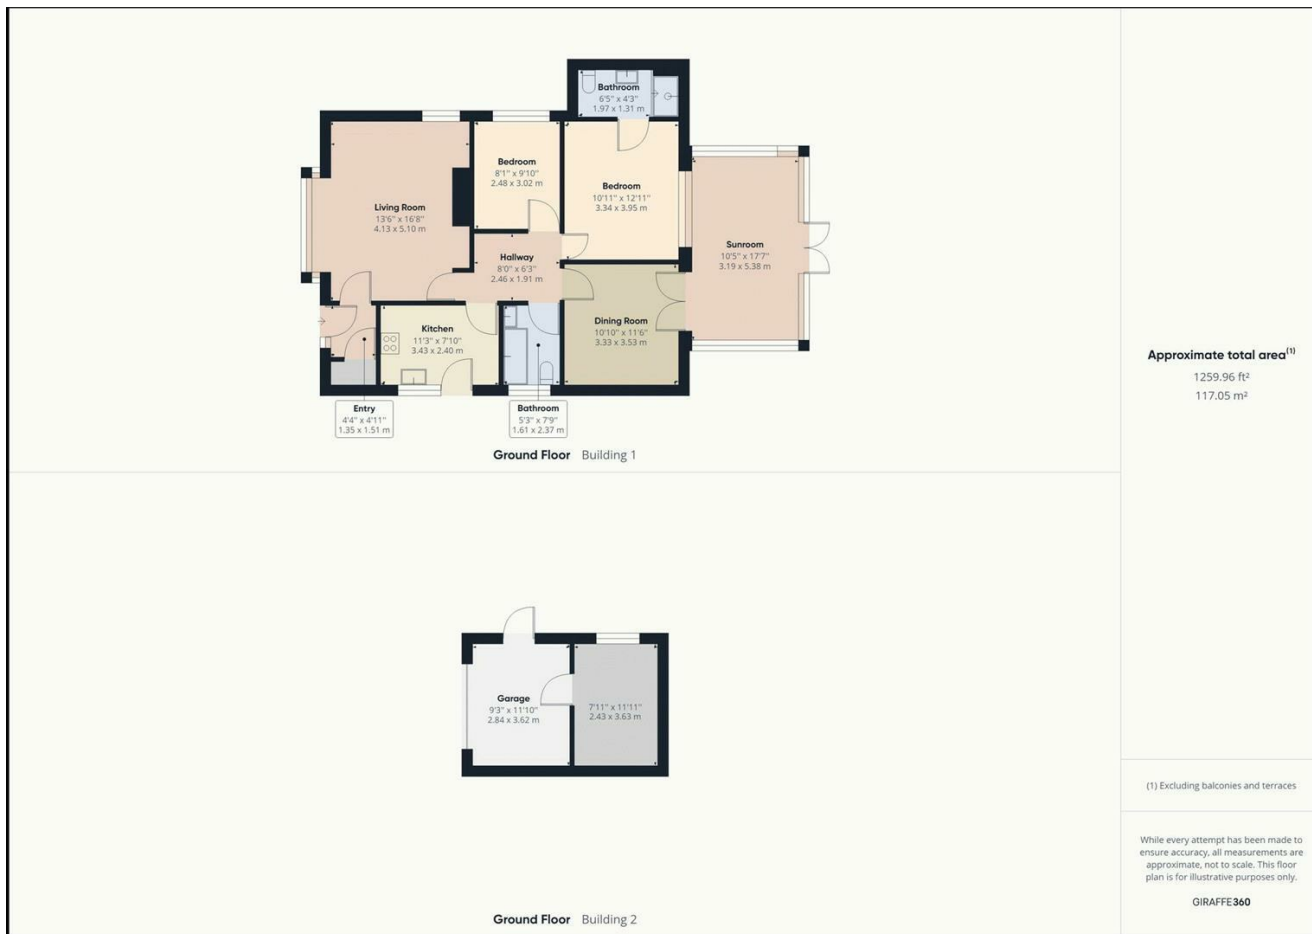 Bathroom
6'5" x 4'3"
1.97 x 1.31 m
Bedroom
8'1" x 9'10"
2.48 x 3.02 m
Bedroom
10'11" x 12'11"
3.34 x 3.95 m
Living Room
13'6" x 16'8"
4.13 x 5.10 m
Sunroom
10'5" x 17'7"
3.19 x 5.38 m
Hallway
8'0" x 6'3"
2.46 x 1.91 m
Kitchen
11'3" x 7'10"
3.43 x 2.40 m
Dining Room
10'10" x 11'6"
3.33 x 3.53 m
Entry
4'4" x 4'11"
1.35 x 1.51 m
Bathroom
5'3" x 7'9"
1.61 x 2.37 m
Ground Floor Building 1
Approximate total area(1)
1259.96 ft²
117.05 m²
Garage
9'3" x 11'10"
2.84 x 3.62 m
7'11" x 11'11"
2.43 x 3.63 m
Ground Floor Building 2
(1) Excluding balconies and terraces
While every attempt has been made to
ensure accuracy, all measurements are
approximate, not to scale. This floor
plan is for illustrative purposes only.
GIRAFFE360